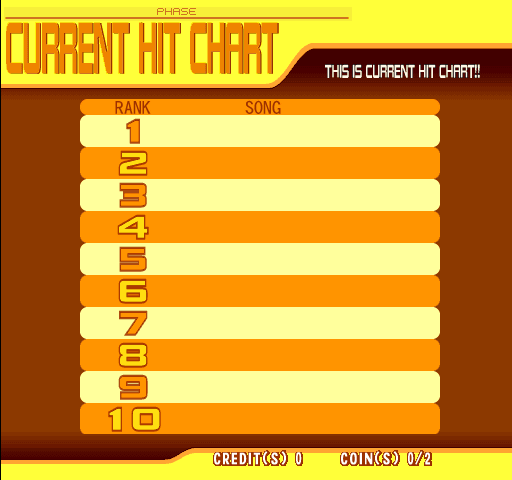 PHASE
CURRENT HIT CHART
THIS IS CURRENT HIT CHART!!
RANK SONG
1
2
3
4
5
6
7
8
9
10
CREDIT(S) 0 COIN(S) 0/2